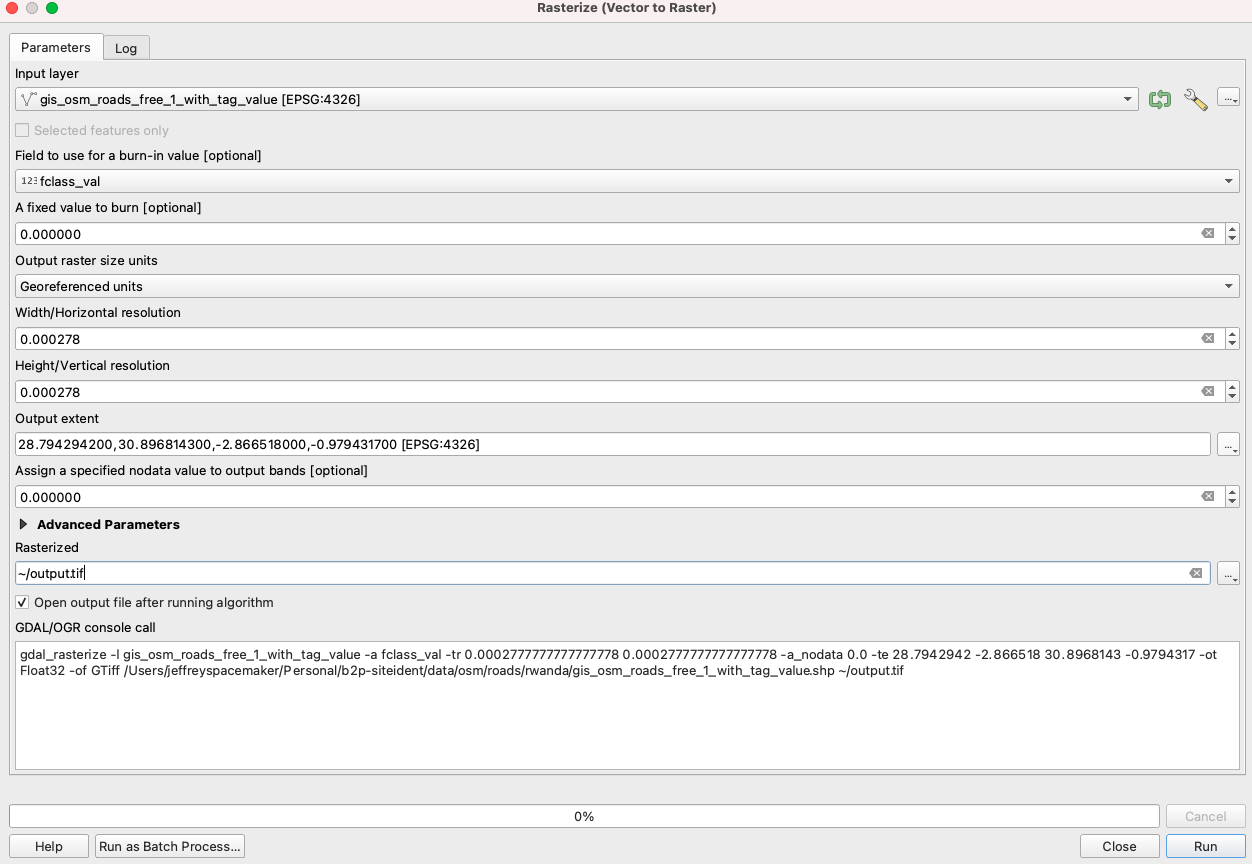 Rasterize (Vector to Raster)
Parameters
Log
Input layer
gis_osm_roads_free_1_with_tag_value [EPSG:4326]
...
Selected features only
Field to use for a burn-in value [optional]
123 fclass_val
A fixed value to burn [optional]
0.000000
Output raster size units
Georeferenced units
Width/Horizontal resolution
0.000278
Height/Vertical resolution
0.000278
Output extent
28.794294200,30.896814300,-2.866518000,-0.979431700 [EPSG:4326]
...
Assign a specified nodata value to output bands [optional]
0.000000
Advanced Parameters
Rasterized
~/output.tif
...
Open output file after running algorithm
GDAL/OGR console call
gdal_rasterize -l gis_osm_roads_free_1_with_tag_value -a fclass_val -tr 0.0002777777777777778 0.0002777777777777778 -a_nodata 0.0 -te 28.7942942 -2.866518 30.8968143 -0.9794317 -ot
Float32 -of GTiff /Users/jeffreyspacemaker/Personal/b2p-siteident/data/osm/roads/rwanda/gis_osm_roads_free_1_with_tag_value.shp ~/output.tif
0%
Cancel
Help
Run as Batch Process...
Close
Run